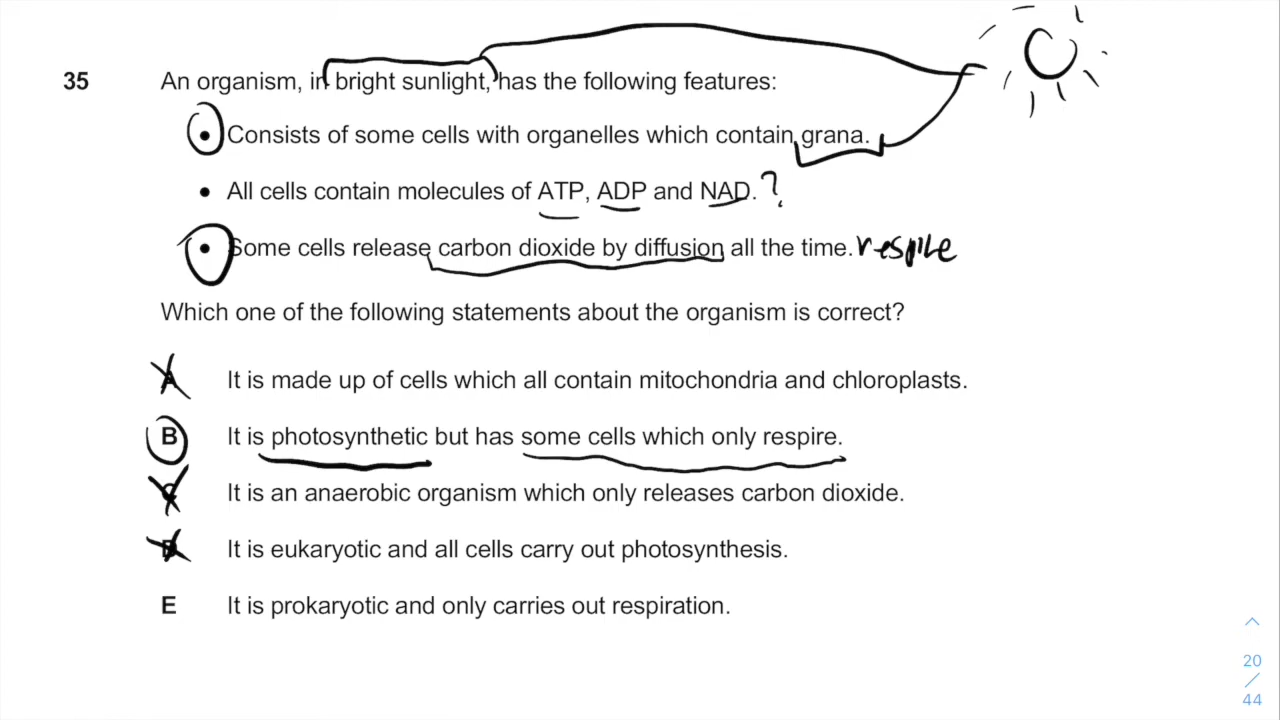 35 An organism, in bright sunlight, has the following features:
• Consists of some cells with organelles which contain grana.
• All cells contain molecules of ATP, ADP and NAD. ?
• Some cells release carbon dioxide by diffusion all the time. respire
Which one of the following statements about the organism is correct?
A It is made up of cells which all contain mitochondria and chloroplasts.
B It is photosynthetic but has some cells which only respire.
C It is an anaerobic organism which only releases carbon dioxide.
D It is eukaryotic and all cells carry out photosynthesis.
E It is prokaryotic and only carries out respiration.
20
/
44